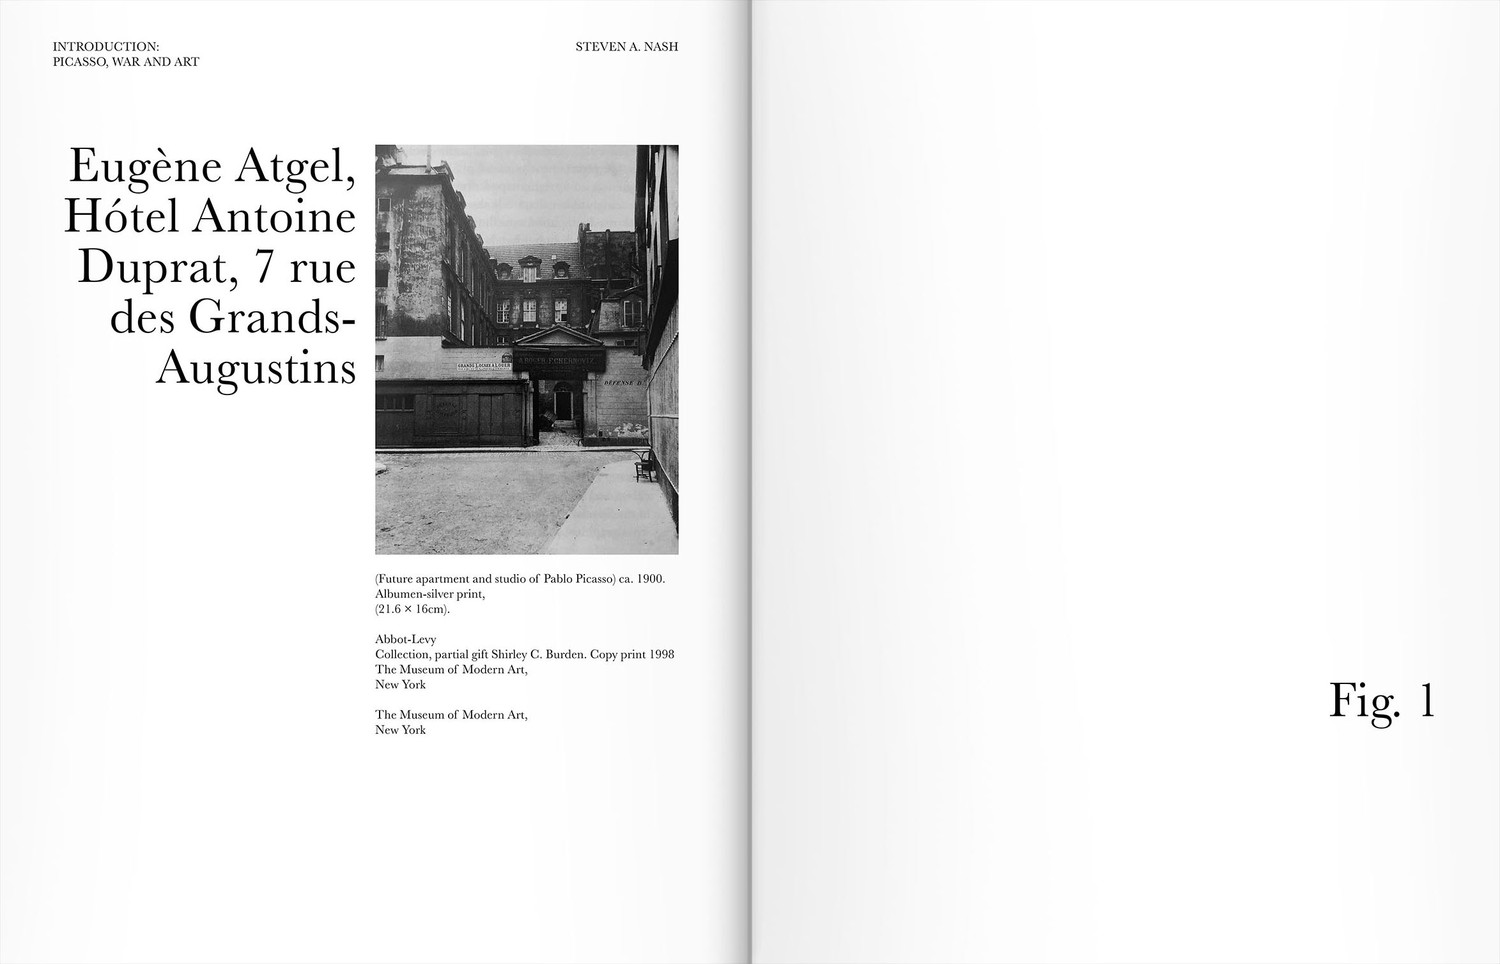 INTRODUCTION:
PICASSO, WAR AND ART
STEVEN A. NASH
Eugène Atgel,
Hótel Antoine
Duprat, 7 rue
des Grands-
Augustins
GRANDS LOCAUX A LOUER
DÉFENSE D
(Future apartment and studio of Pablo Picasso) ca. 1900.
Albumen-silver print,
(21.6 × 16cm).
Abbot-Levy
Collection, partial gift Shirley C. Burden. Copy print 1998
The Museum of Modern Art,
New York
The Museum of Modern Art,
New York
Fig. 1